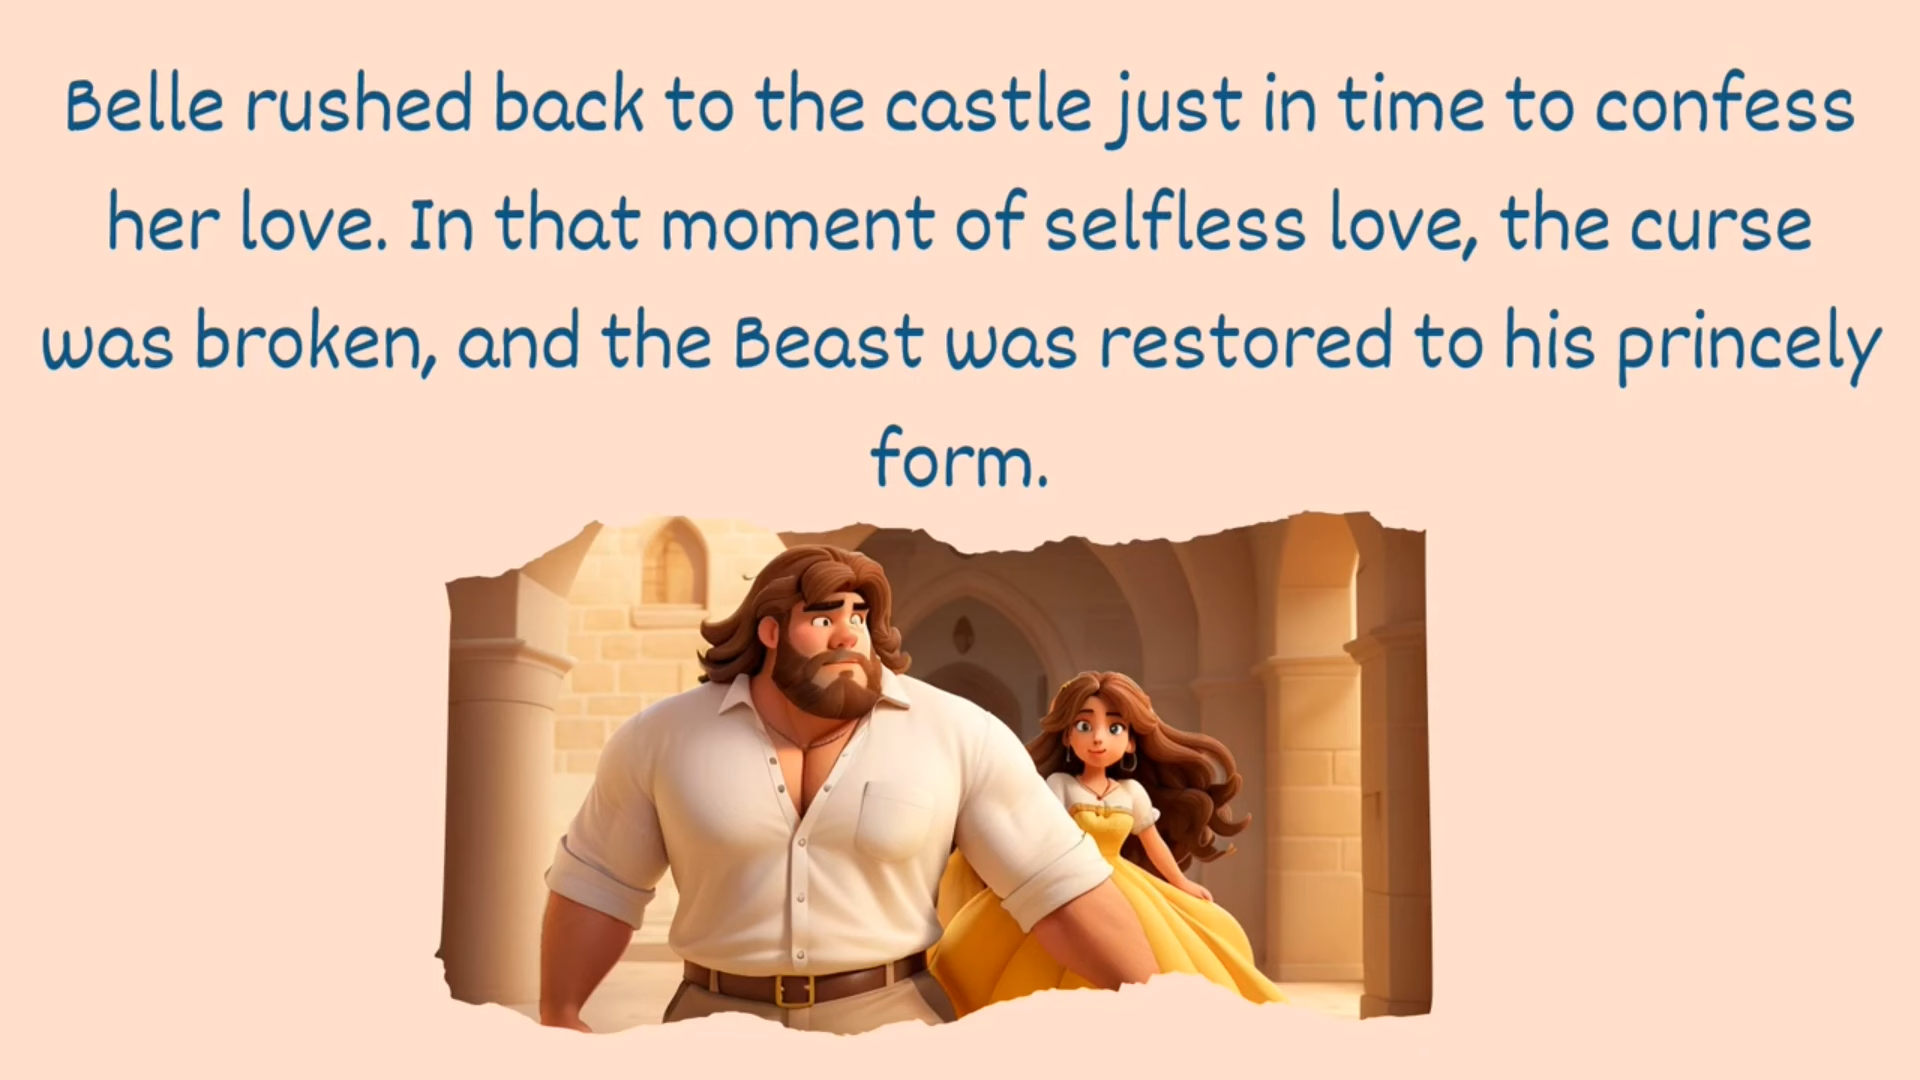 Belle rushed back to the castle just in time to confess
her love. In that moment of selfless love, the curse
was broken, and the Beast was restored to his princely
form.